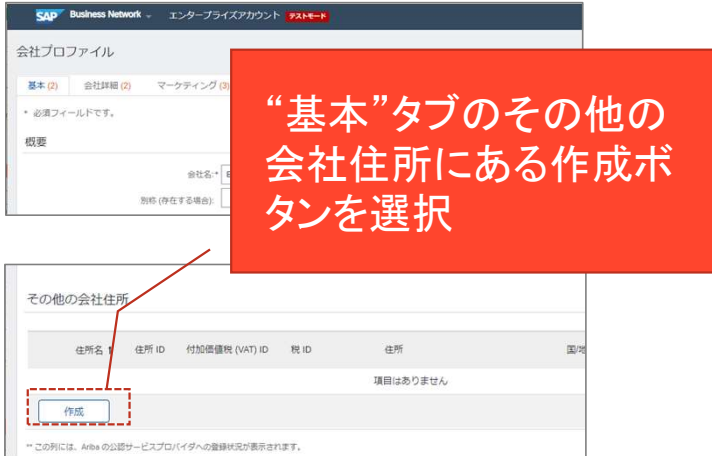 SAP Business Network エンタープライズアカウント テストモード
会社プロファイル
基本 (2) 会社詳細 (2) マーケティング (3)
* 必須フィールドです。
概要
会社名:*
別称 (存在する場合):
“基本”タブのその他の
会社住所にある作成ボ
タンを選択
その他の会社住所
住所名 住所 ID 付加価値税 (VAT) ID 税 ID 住所 国/地
項目はありません
作成
** この列には、Ariba の公認サービスプロバイダへの登録状況が表示されます。